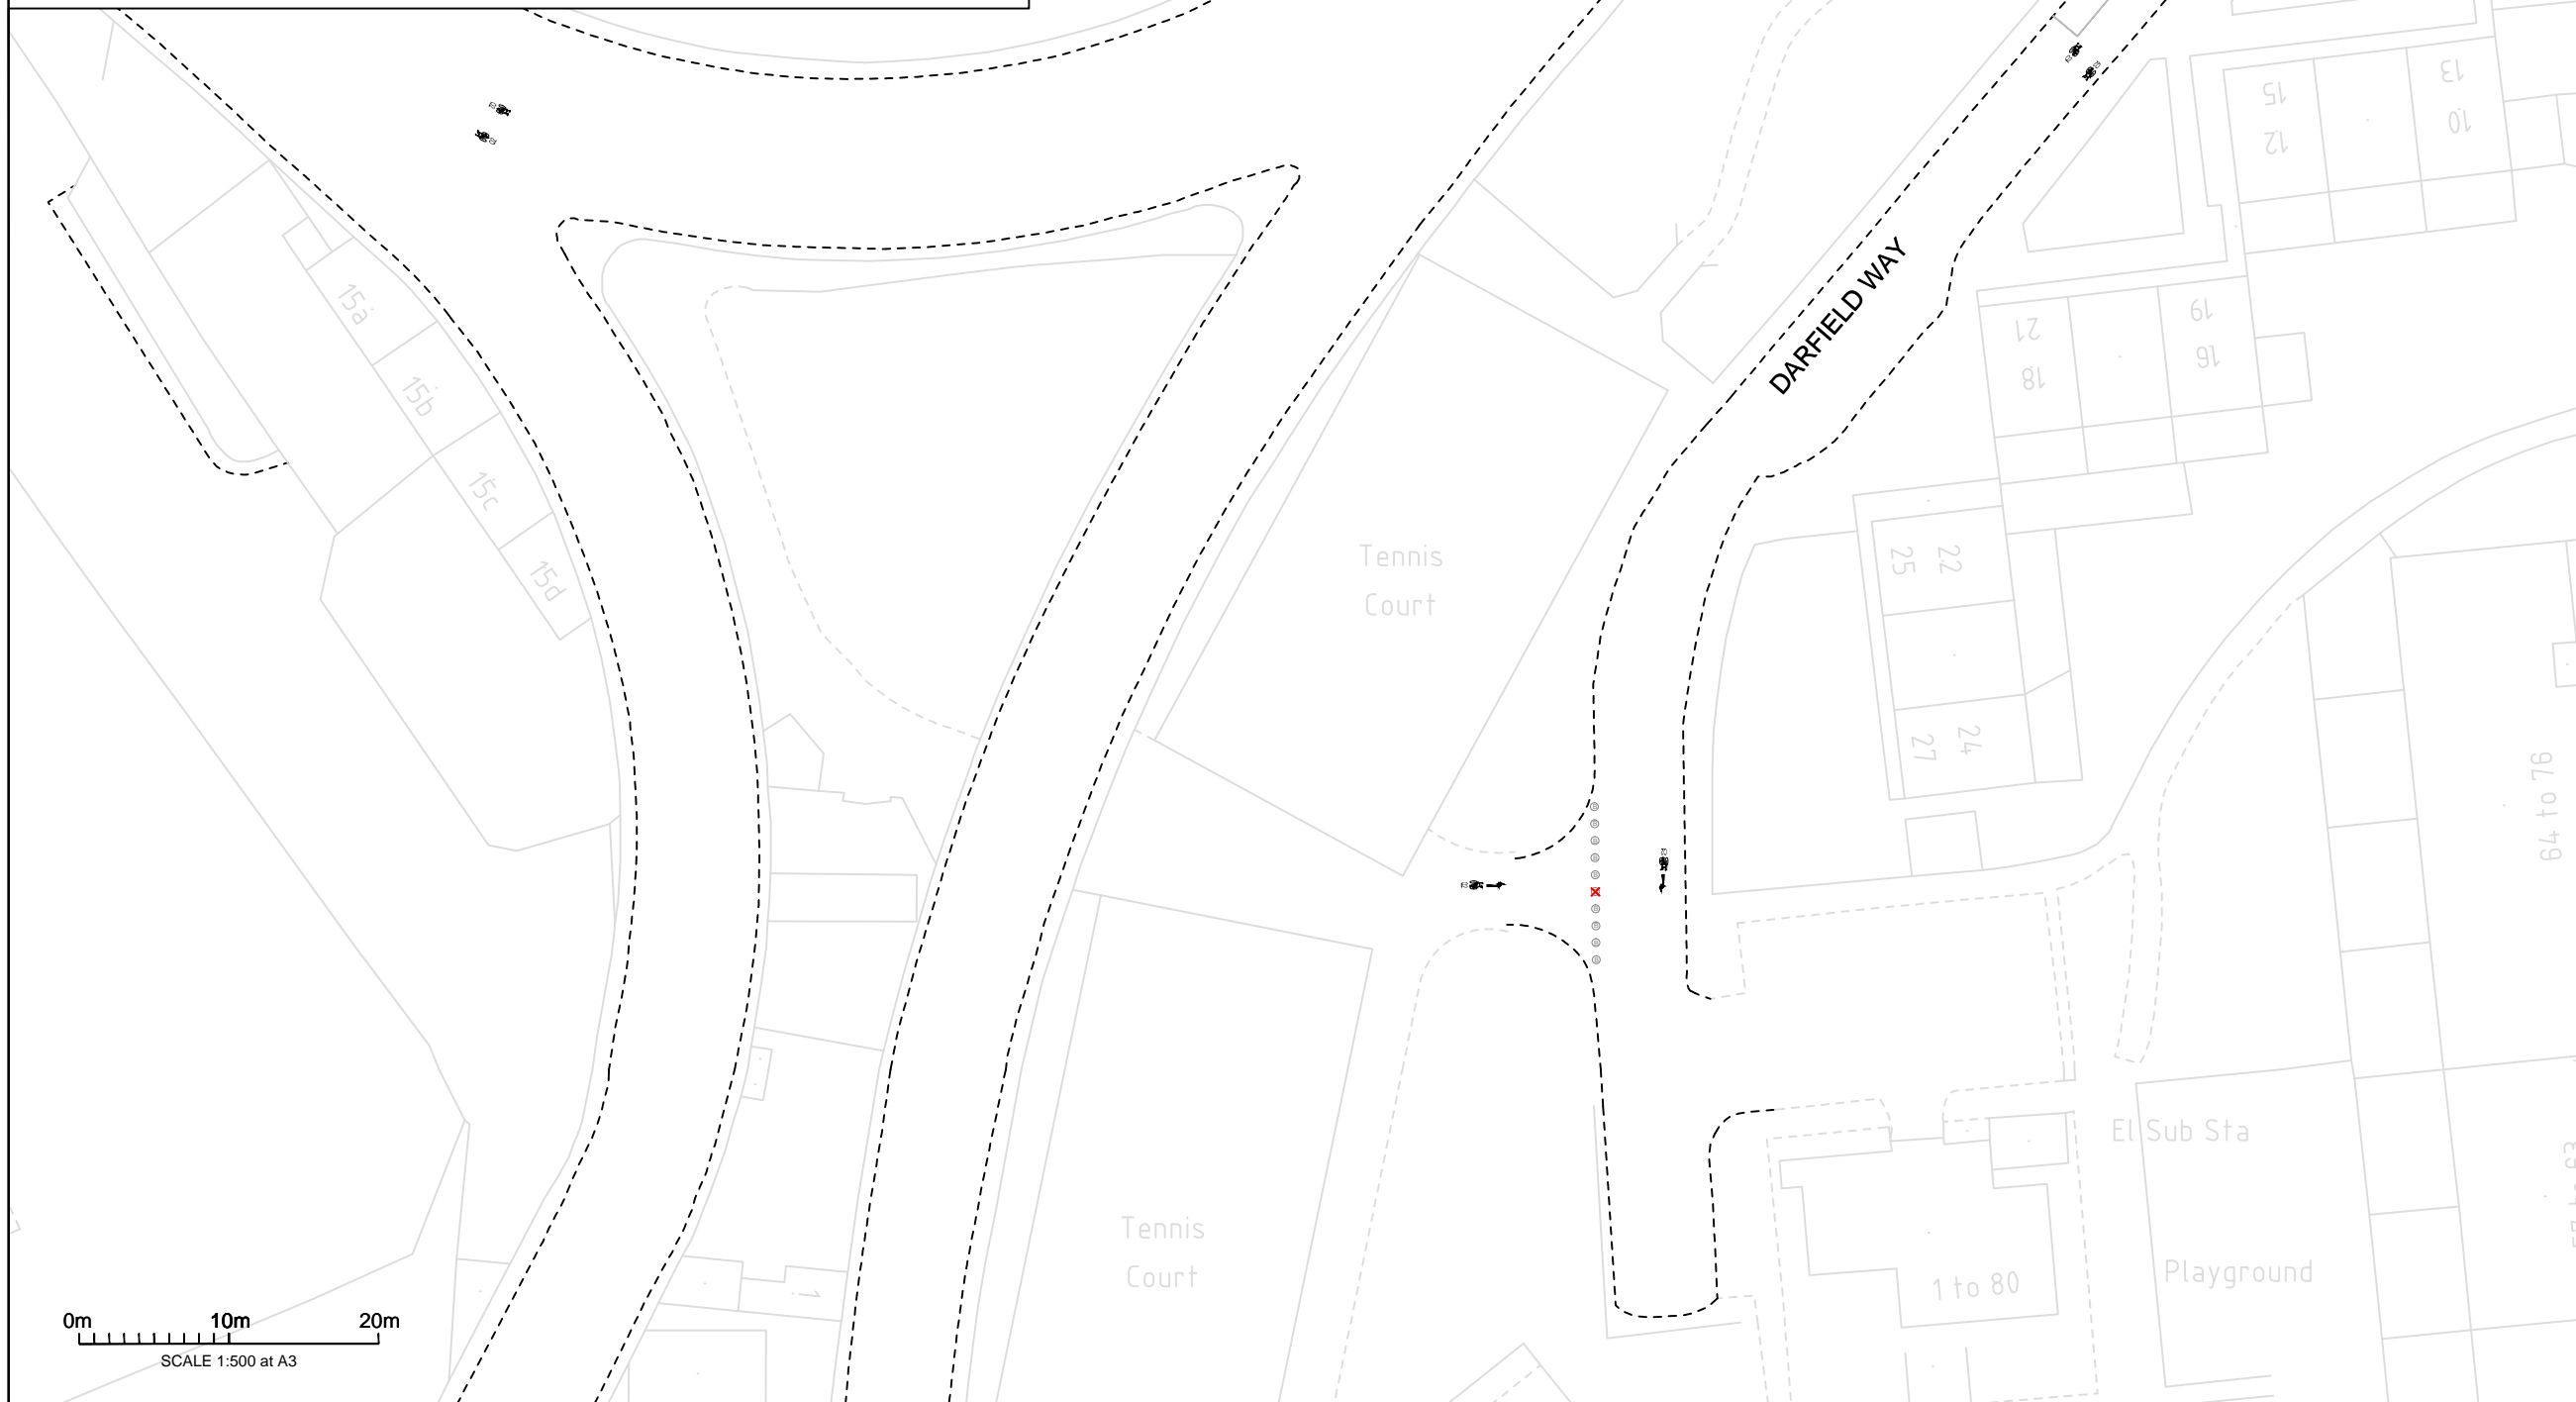 15
12
13
10
DARFIELD WAY
15a
15b
15c
15d
21
18
19
16
Tennis
Court
25
22
27
24
64 to 76
El Sub Sta
Tennis
Court
Playground
1 to 80
1
0m 10m 20m
SCALE 1:500 at A3